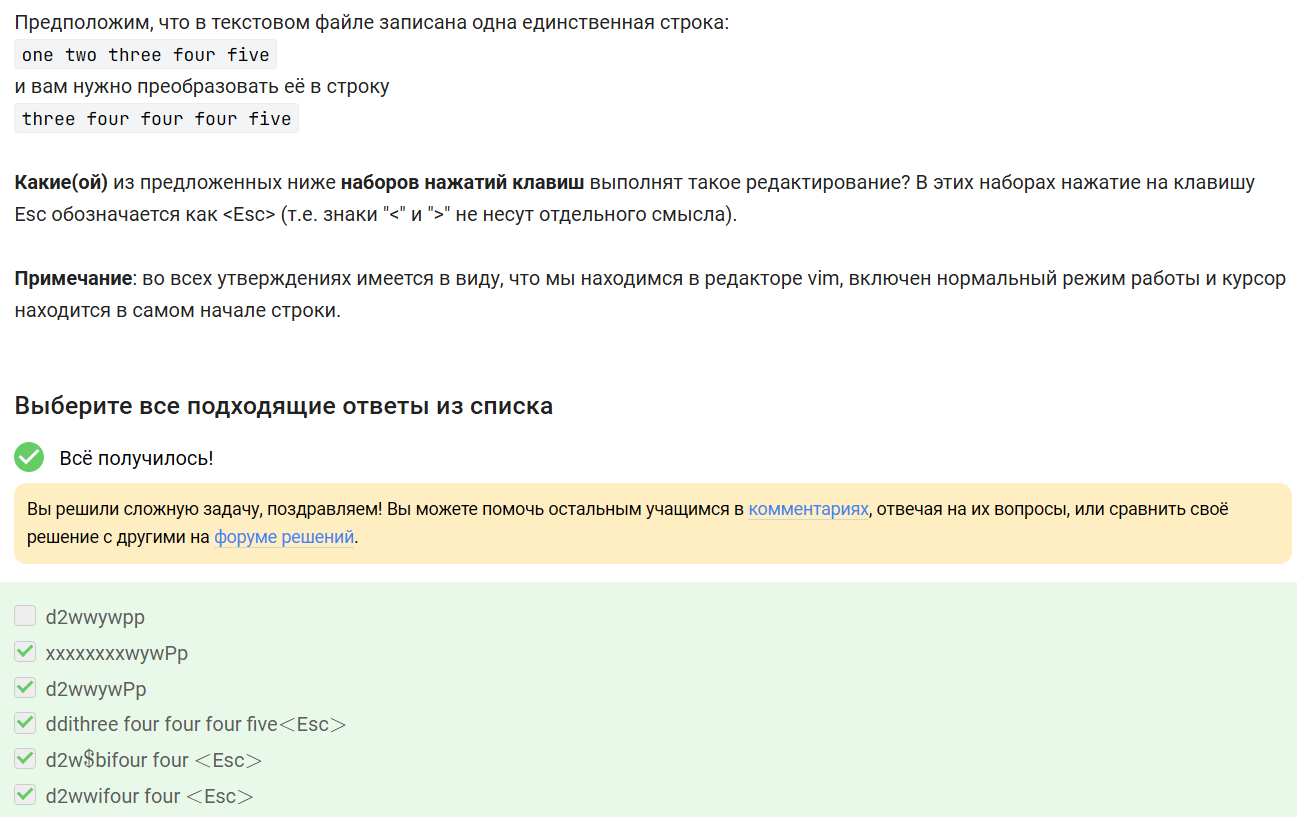 Предположим, что в текстовом файле записана одна единственная строка:
one two three four five
и вам нужно преобразовать её в строку
three four four four five
Какие(ой) из предложенных ниже наборов нажатий клавиш выполнят такое редактирование? В этих наборах нажатие на клавишу
Esc обозначается как <Esc> (т.е. знаки "<" и ">" не несут отдельного смысла).
Примечание: во всех утверждениях имеется в виду, что мы находимся в редакторе vim, включен нормальный режим работы и курсор
находится в самом начале строки.
Выберите все подходящие ответы из списка
Всё получилось!
Вы решили сложную задачу, поздравляем! Вы можете помочь остальным учащимся в комментариях, отвечая на их вопросы, или сравнить своё
решение с другими на форуме решений.
d2wwywpp
xxxxxxxxwywPp
d2wwywPp
ddithree four four four five<Esc>
d2w$bifour four <Esc>
d2wwifour four <Esc>